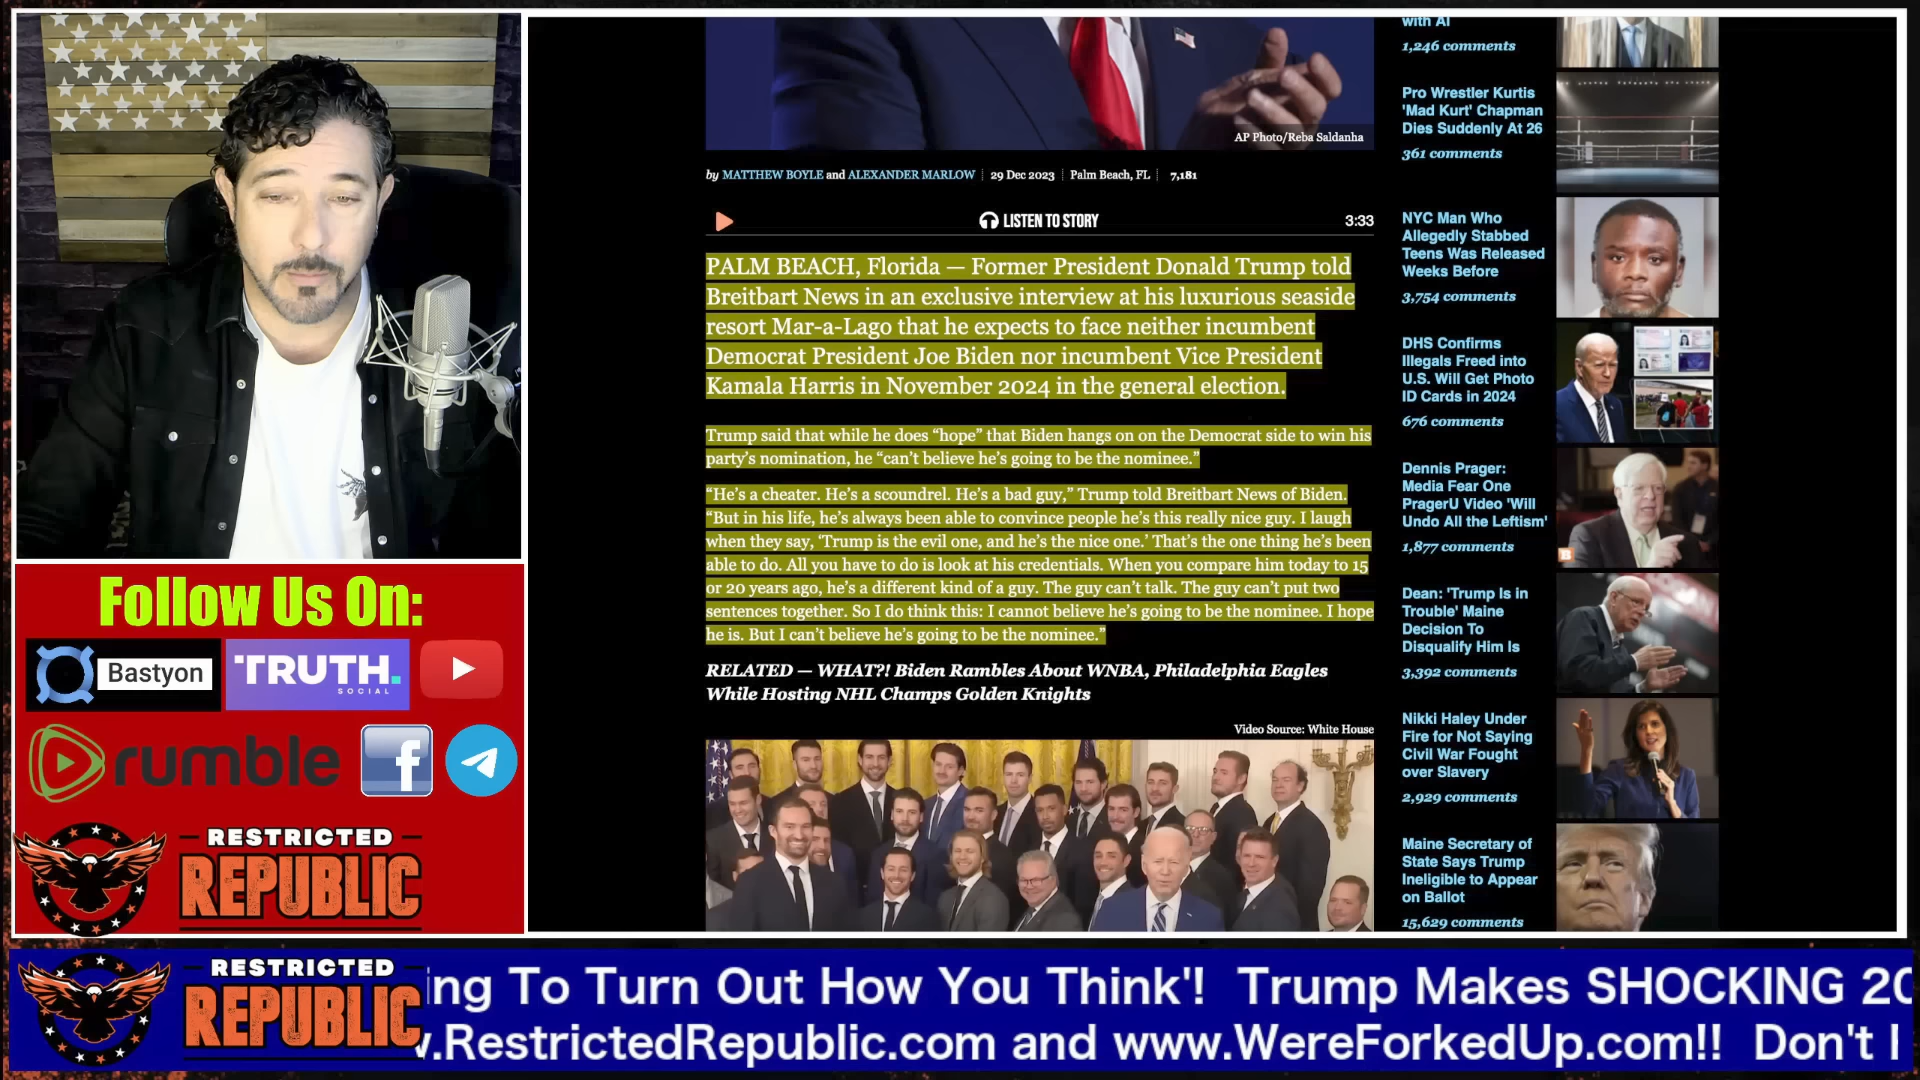 AP Photo/Reba Saldanha
by MATTHEW BOYLE and ALEXANDER MARLOW | 29 Dec 2023 | Palm Beach, FL | 7,181
LISTEN TO STORY
3:33
PALM BEACH, Florida — Former President Donald Trump told
Breitbart News in an exclusive interview at his luxurious seaside
resort Mar-a-Lago that he expects to face neither incumbent
Democrat President Joe Biden nor incumbent Vice President
Kamala Harris in November 2024 in the general election.
Trump said that while he does “hope” that Biden hangs on on the Democrat side to win his
party’s nomination, he “can’t believe he’s going to be the nominee.”
“He’s a cheater. He’s a scoundrel. He’s a bad guy,” Trump told Breitbart News of Biden.
“But in his life, he’s always been able to convince people he’s this really nice guy. I laugh
when they say, ‘Trump is the evil one, and he’s the nice one.’ That’s the one thing he’s been
able to do. All you have to do is look at his credentials. When you compare him today to 15
or 20 years ago, he’s a different kind of a guy. The guy can’t talk. The guy can’t put two
sentences together. So I do think this: I cannot believe he’s going to be the nominee. I hope
he is. But I can’t believe he’s going to be the nominee.”
RELATED — WHAT?! Biden Rambles About WNBA, Philadelphia Eagles
While Hosting NHL Champs Golden Knights
Video Source: White House
with AI
1,246 comments
Pro Wrestler Kurtis
'Mad Kurt' Chapman
Dies Suddenly At 26
361 comments
NYC Man Who
Allegedly Stabbed
Teens Was Released
Weeks Before
3,754 comments
DHS Confirms
Illegals Freed into
U.S. Will Get Photo
ID Cards in 2024
676 comments
Dennis Prager:
Media Fear One
PragerU Video 'Will
Undo All the Leftism'
1,877 comments
Dean: 'Trump Is in
Trouble' Maine
Decision To
Disqualify Him Is
3,392 comments
Nikki Haley Under
Fire for Not Saying
Civil War Fought
over Slavery
2,929 comments
Maine Secretary of
State Says Trump
Ineligible to Appear
on Ballot
15,629 comments
Follow Us On:
Bastyon
TRUTH.
SOCIAL
rumble
f
RESTRICTED
REPUBLIC
RESTRICTED
REPUBLIC
ing To Turn Out How You Think'! Trump Makes SHOCKING 20
w.RestrictedRepublic.com and www.WereForkedUp.com!! Don't